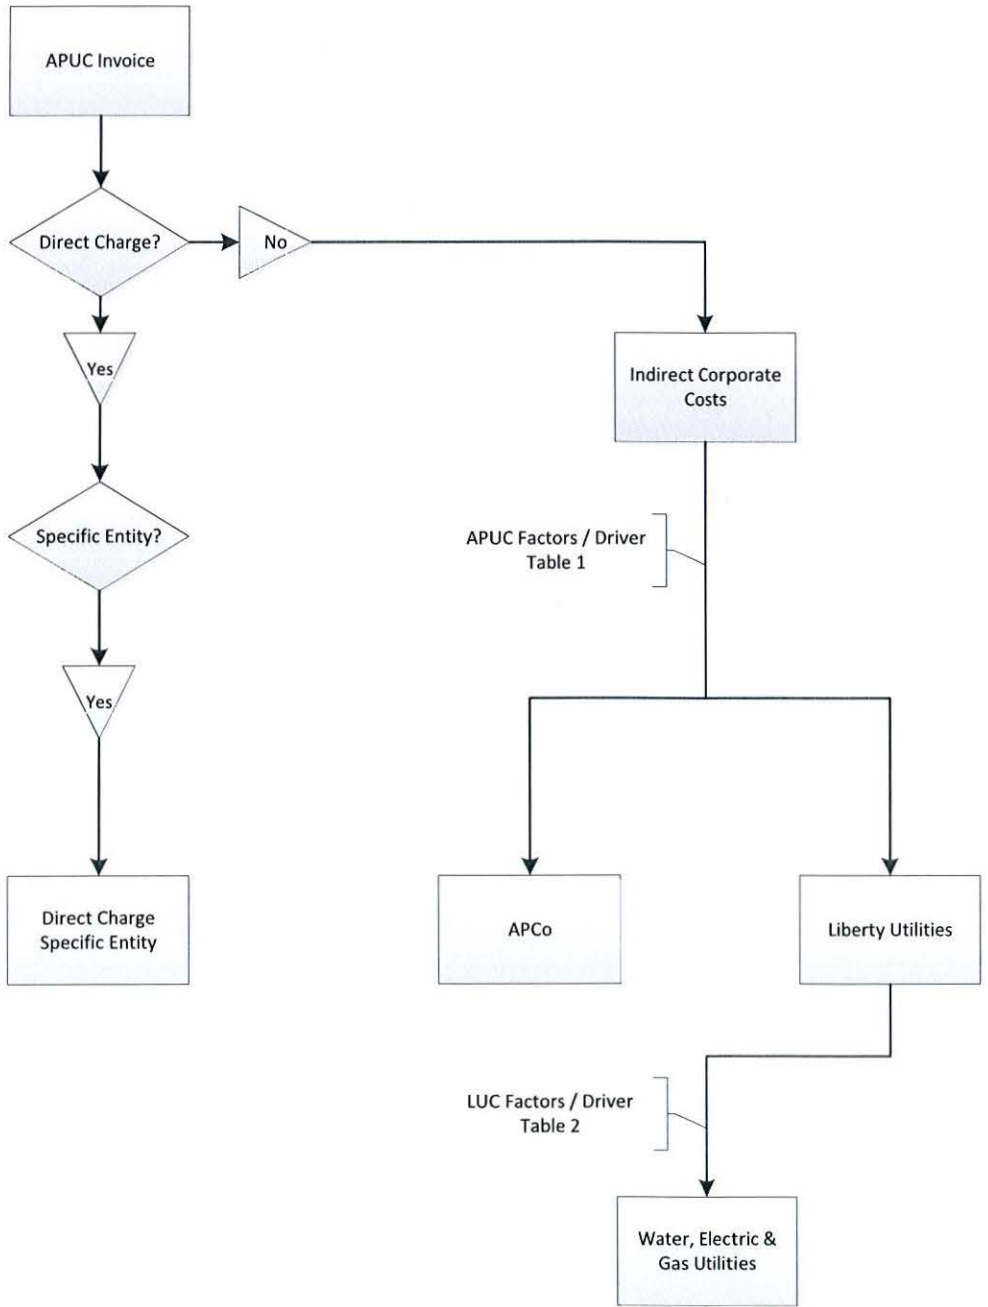 APUC Invoice
Direct Charge?
No
Yes
Indirect Corporate
Costs
Specific Entity?
APUC Factors / Driver
Table 1
Yes
Direct Charge
Specific Entity
APCo
Liberty Utilities
LUC Factors / Driver
Table 2
Water, Electric &
Gas Utilities